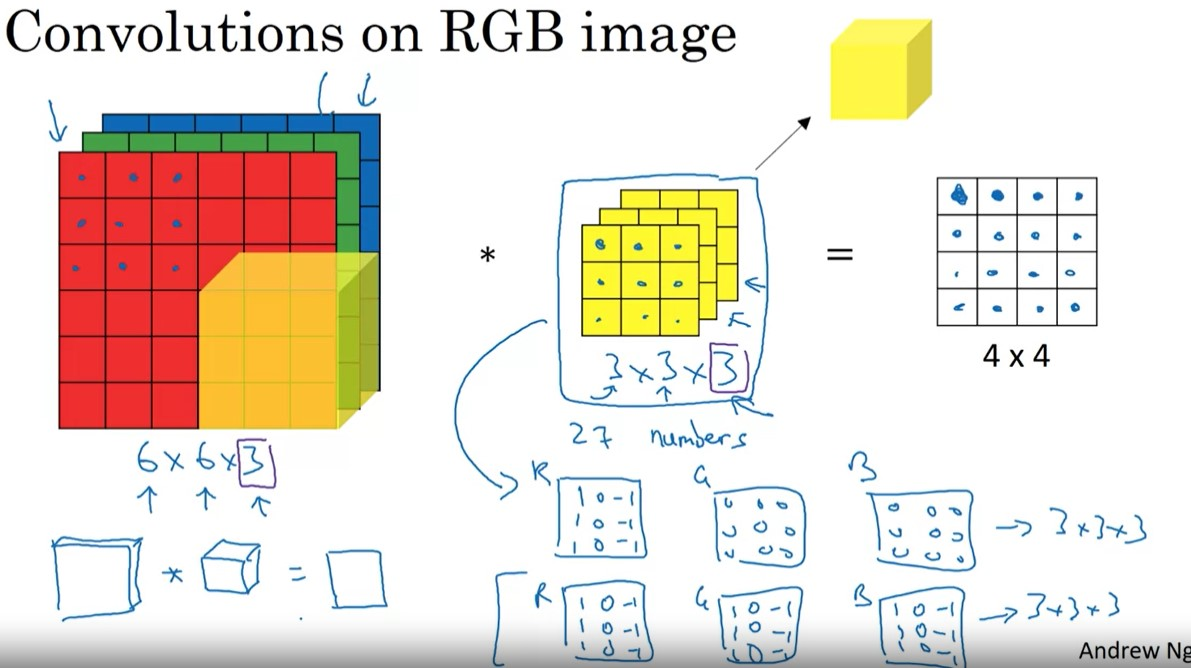 Convolutions on RGB image
*
=
4 x 4
3 x 3 x 3
27 numbers
6 x 6 x 3
R
1 0 -1
1 0 -1
1 0 -1
G
0 0 0
0 0 0
0 0 0
B
0 0 0
0 0 0
0 0 0
→ 3 x 3 x 3
* =
R
1 0 -1
1 0 -1
1 0 -1
G
1 0 -1
1 0 -1
1 0 -1
B
1 0 -1
1 0 -1
1 0 -1
→ 3 x 3 x 3
Andrew Ng